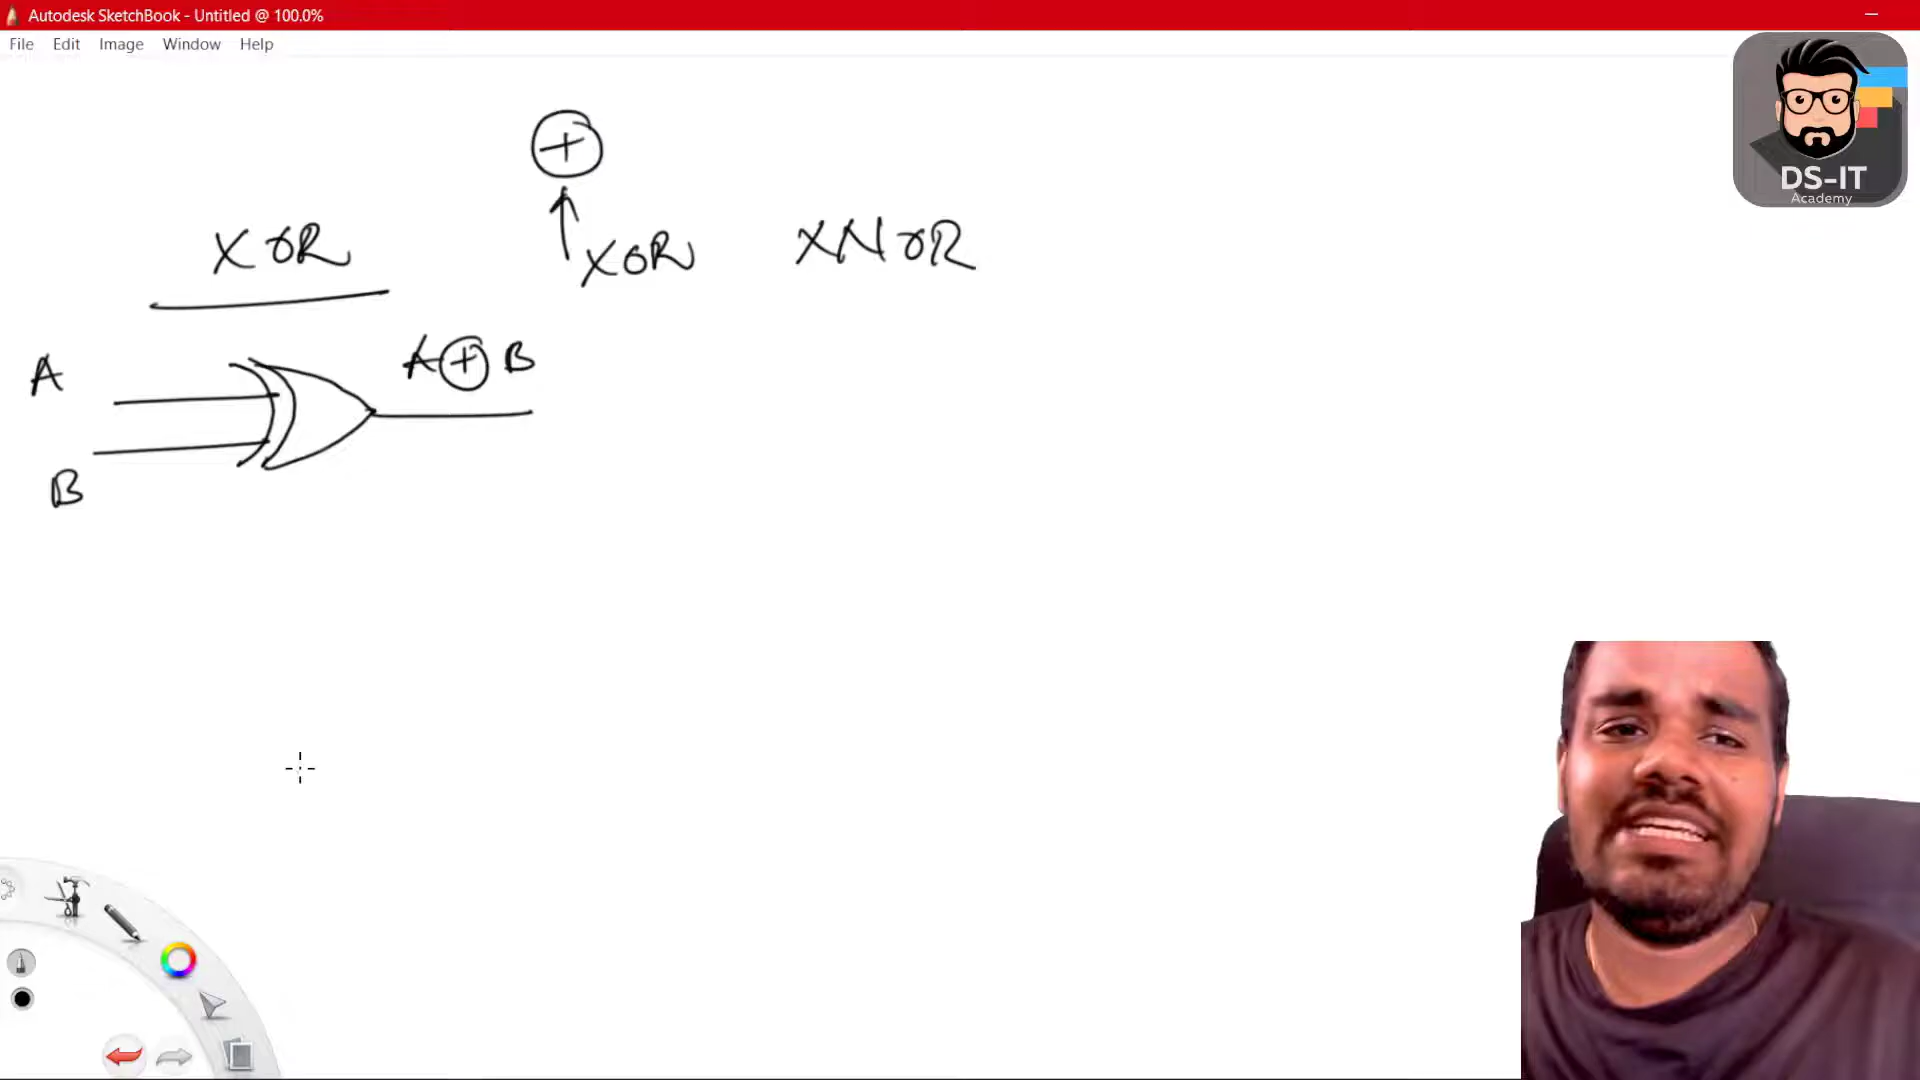 Autodesk SketchBook - Untitled @ 100.0%
File Edit Image Window Help
DS-IT
Academy
XOR
XOR
XNOR
A
A ⊕ B
B